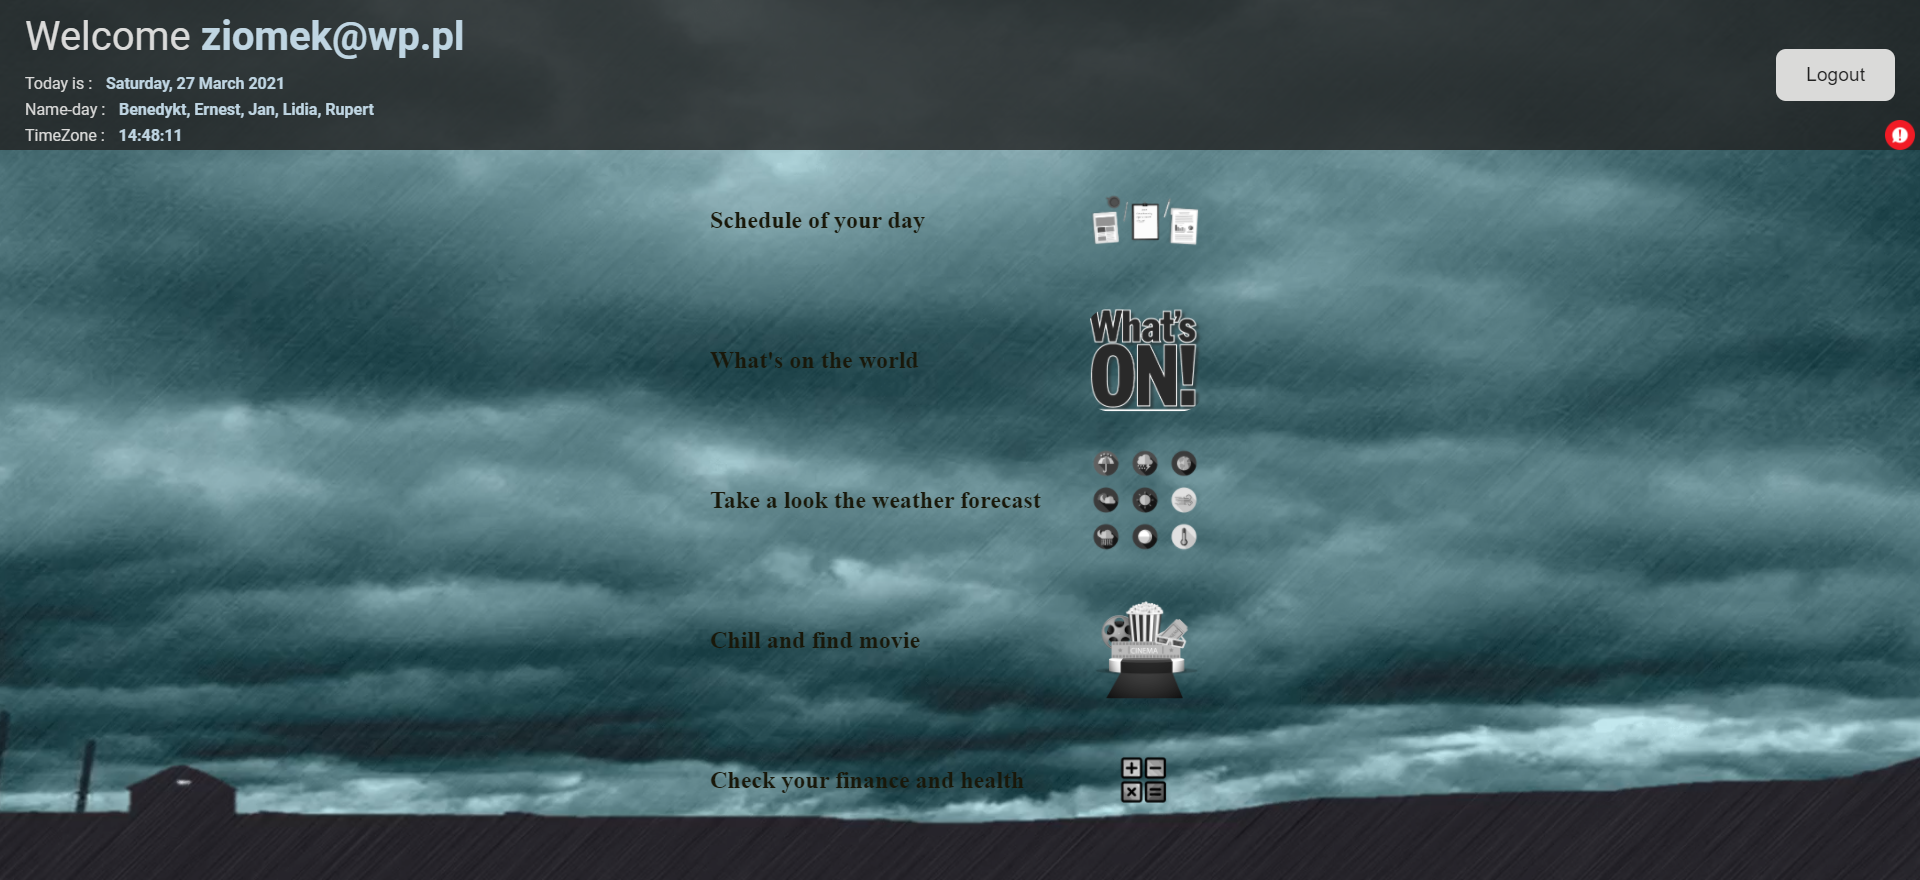 Welcome ziomek@wp.pl
Today is : Saturday, 27 March 2021
Name-day : Benedykt, Ernest, Jan, Lidia, Rupert
TimeZone : 14:48:11
Logout
Schedule of your day
What's on the world
What's
ON!
Take a look the weather forecast
Chill and find movie
CINEMA
Check your finance and health